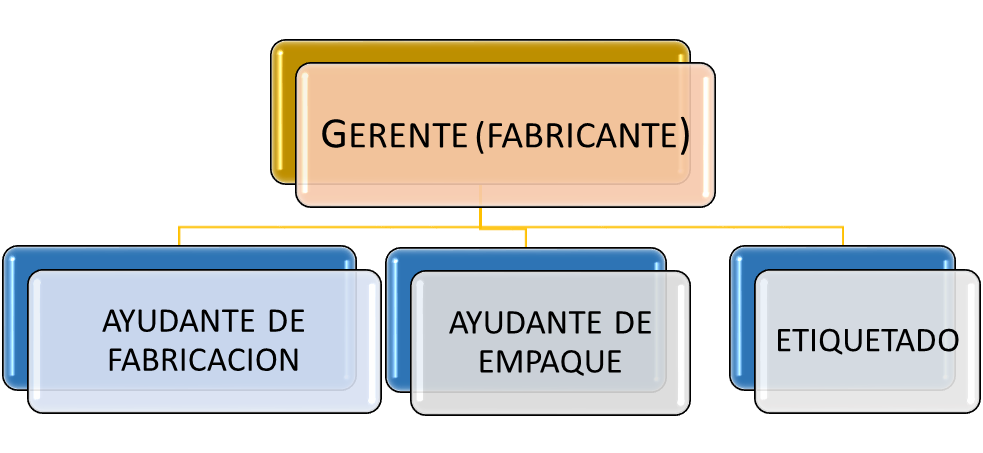 GERENTE (FABRICANTE)
AYUDANTE DE
FABRICACION
AYUDANTE DE
EMPAQUE
ETIQUETADO